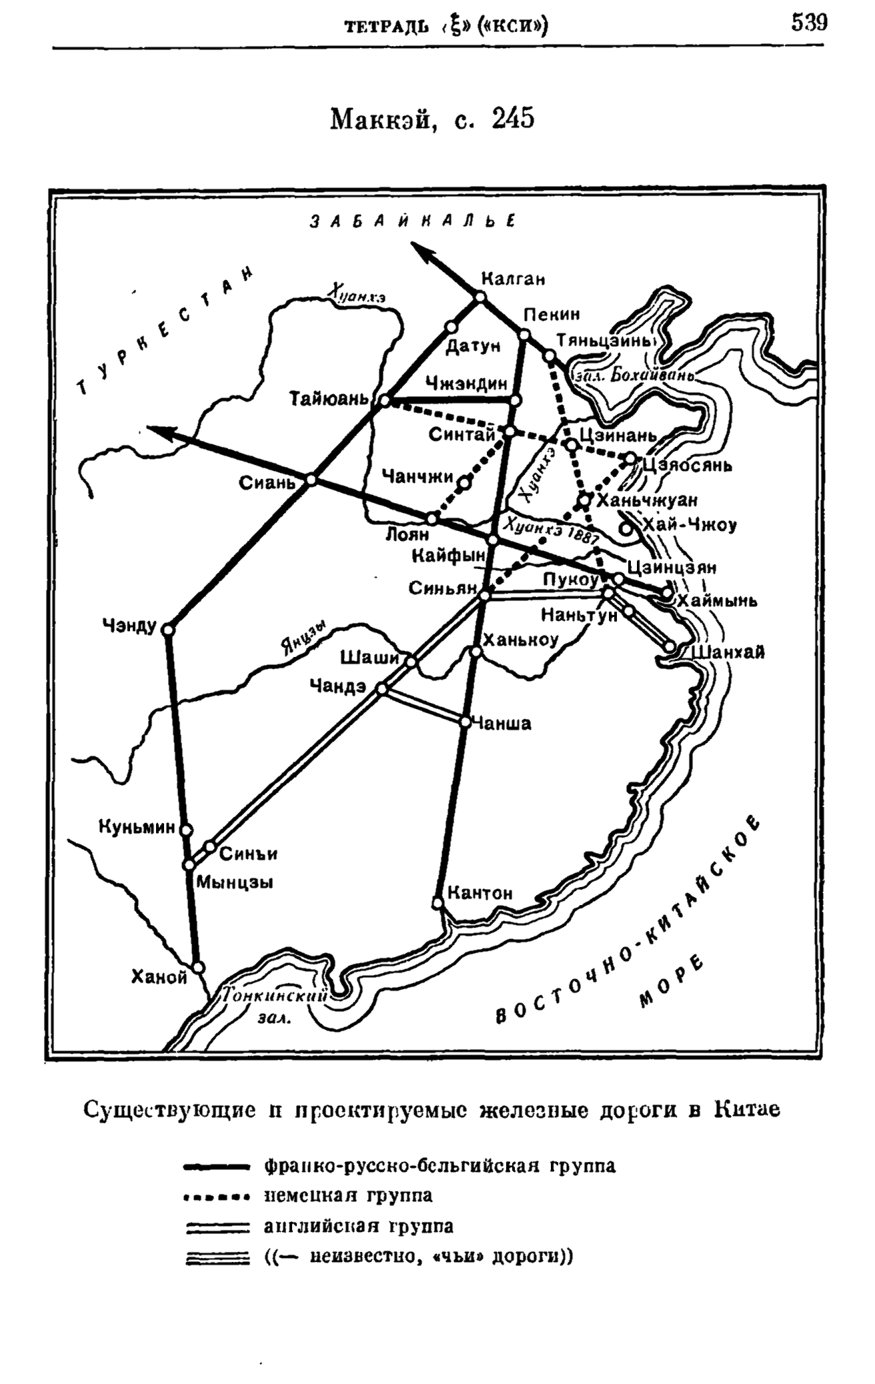 ТЕТРАДЬ «ξ» («КСИ») 539
Маккэй, с. 245
ЗАБАЙКАЛЬЕ
ТУРКЕСТАН
Хуанхэ
Калган
Пекин
Датун
Тяньцзинь
зал. Бохайвань
Чжэндин
Тайюань
Синтай
Цзинань
Цзяосянь
Чанчжи
Хуанхэ
Сиань
Ханьчжуан
Лоян
Хуанхэ 1887
Хай-Чжоу
Кайфын
Цзинцзян
Пукоу
Синьян
Хаймынь
Наньтун
Чэнду
Янцзы
Ханькоу
Шаши
Шанхай
Чандэ
Чанша
Куньмин
Синьи
Мынцзы
Кантон
Ханой
Тонкинский
зал.
ВОСТОЧНО-КИТАЙСКОЕ
МОРЕ
Существующие и проектируемые железные дороги в Китае
франко-русско-бельгийская группа
немецкая группа
английская группа
((— неизвестно, «чьи» дороги))